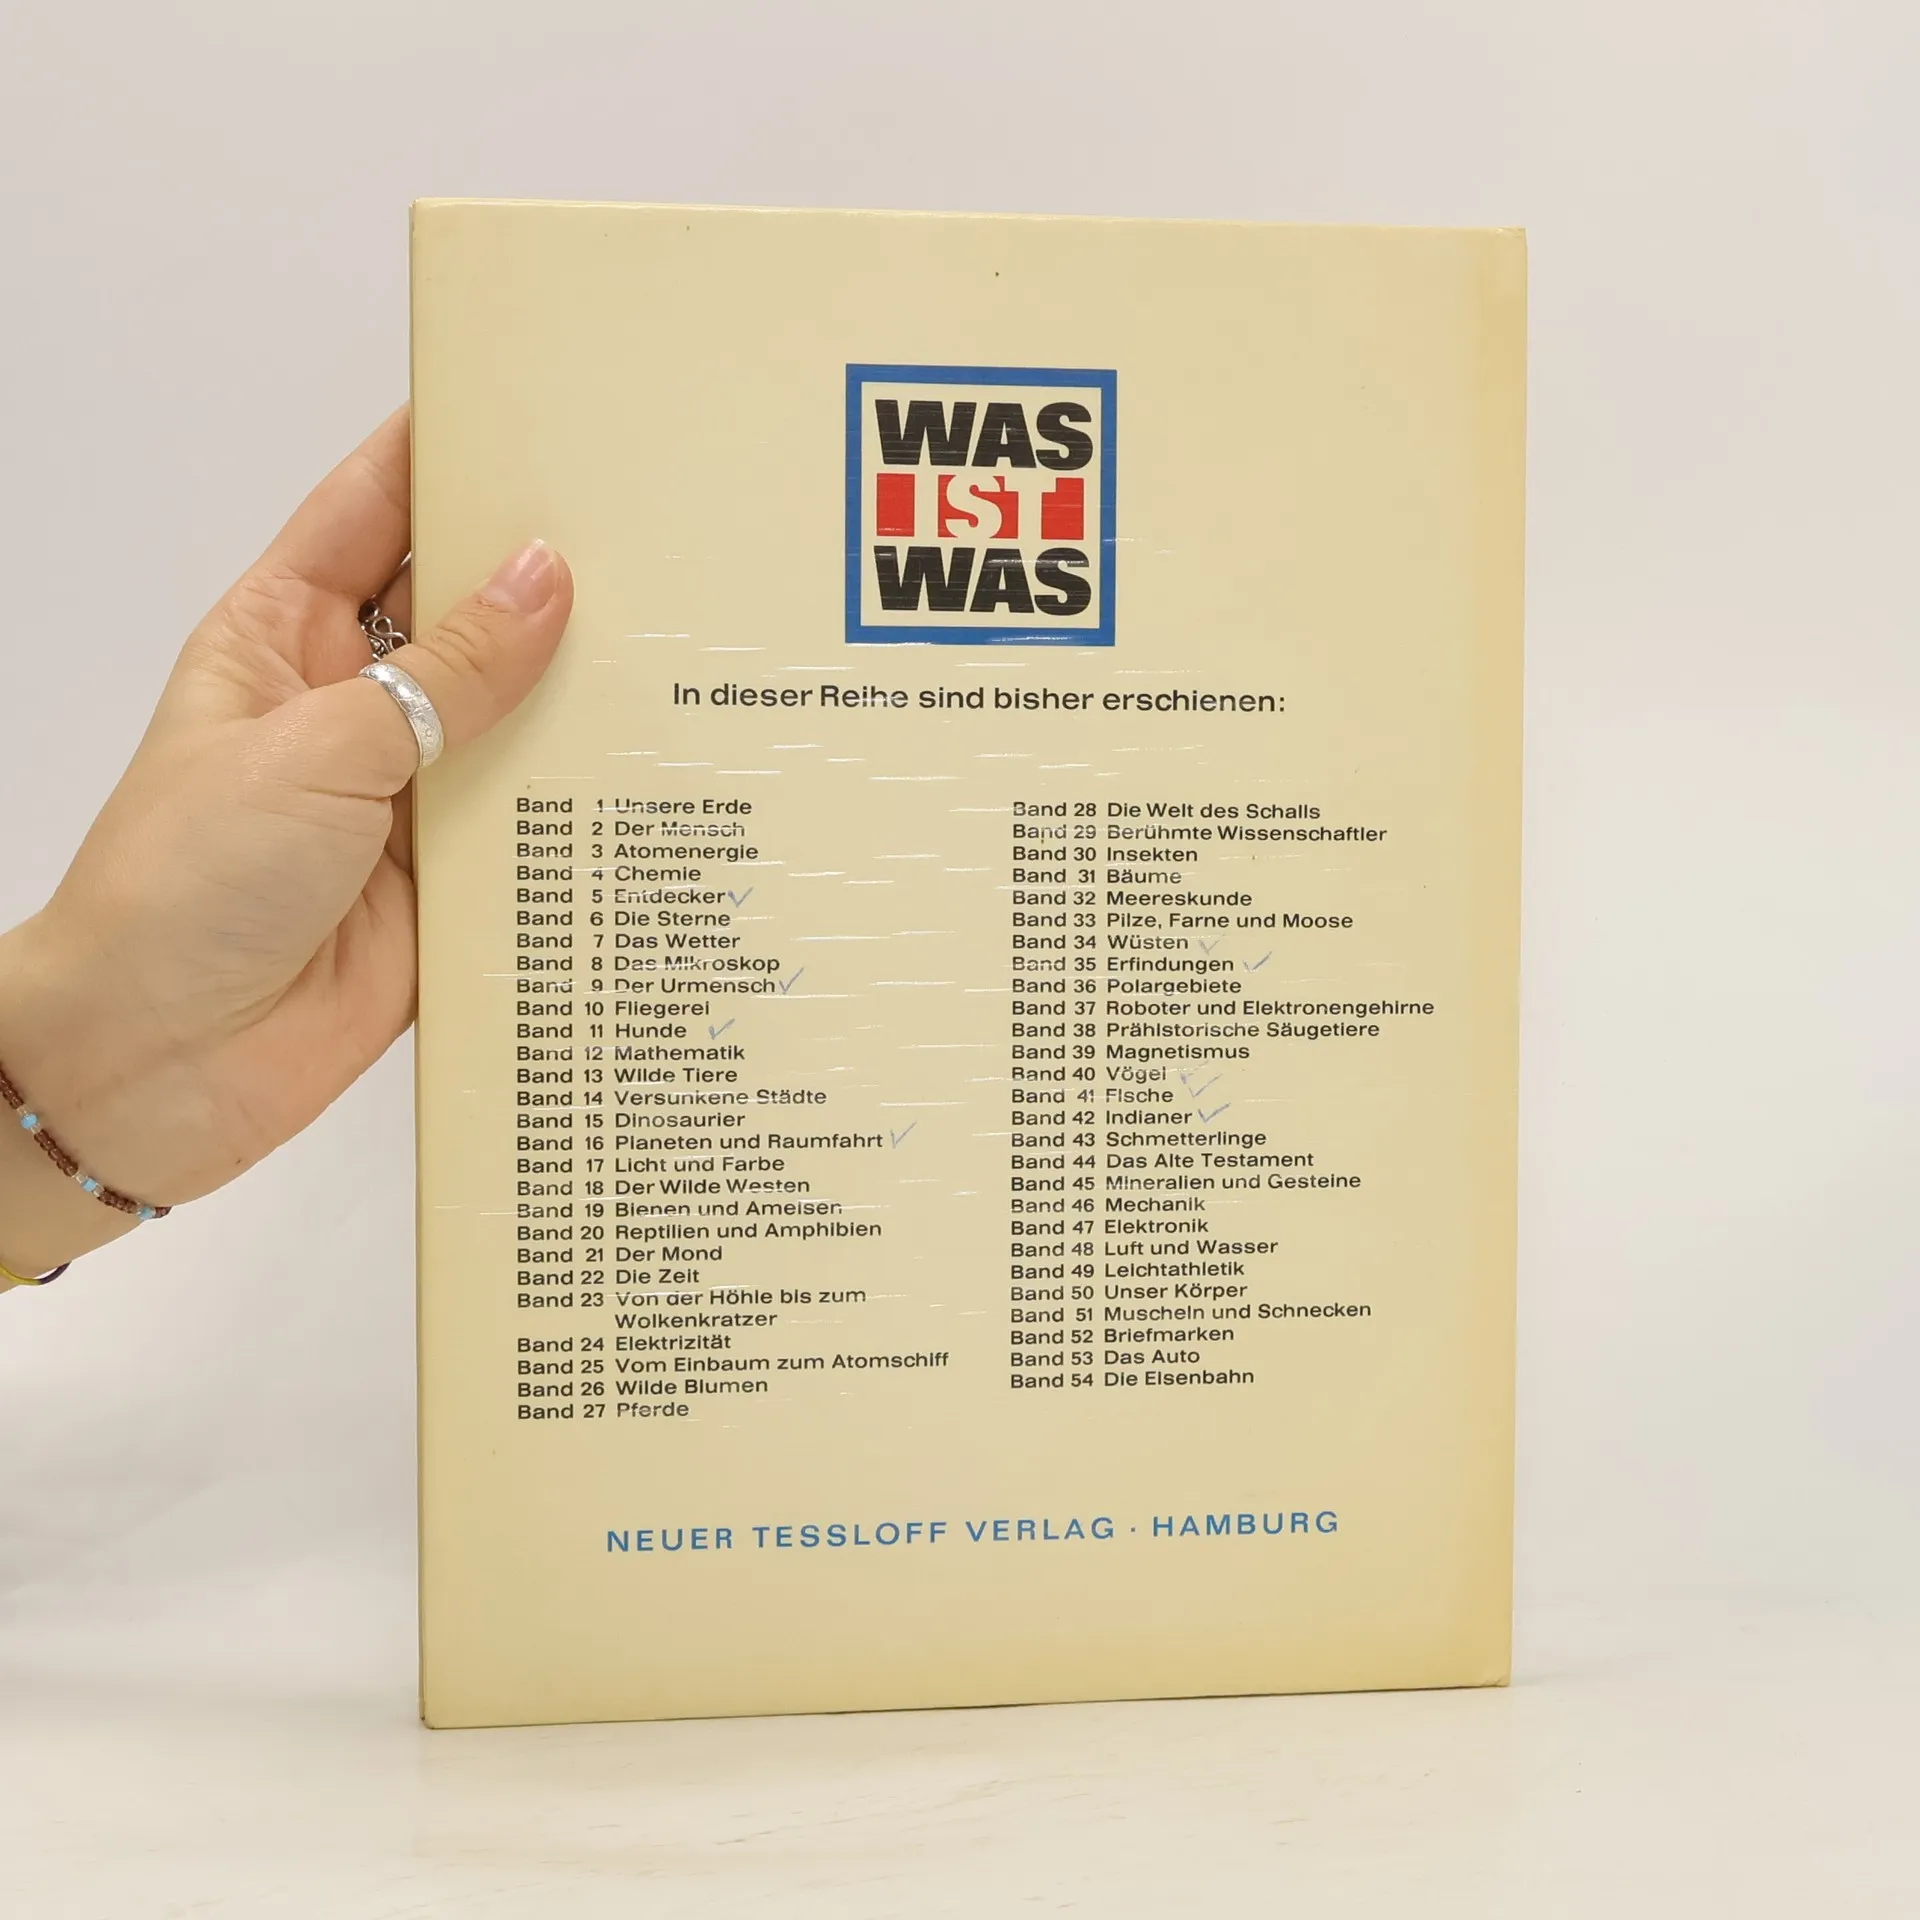 WAS
IST
WAS
In dieser Reihe sind bisher erschienen:
Band 1 Unsere Erde
Band 2 Der Mensch
Band 3 Atomenergie
Band 4 Chemie
Band 5 Entdecker
Band 6 Die Sterne
Band 7 Das Wetter
Band 8 Das Mikroskop
Band 9 Der Urmensch
Band 10 Fliegerei
Band 11 Hunde
Band 12 Mathematik
Band 13 Wilde Tiere
Band 14 Versunkene Städte
Band 15 Dinosaurier
Band 16 Planeten und Raumfahrt
Band 17 Licht und Farbe
Band 18 Der Wilde Westen
Band 19 Bienen und Ameisen
Band 20 Reptilien und Amphibien
Band 21 Der Mond
Band 22 Die Zeit
Band 23 Von der Höhle bis zum
Wolkenkratzer
Band 24 Elektrizität
Band 25 Vom Einbaum zum Atomschiff
Band 26 Wilde Blumen
Band 27 Pferde
Band 28 Die Welt des Schalls
Band 29 Berühmte Wissenschaftler
Band 30 Insekten
Band 31 Bäume
Band 32 Meereskunde
Band 33 Pilze, Farne und Moose
Band 34 Wüsten
Band 35 Erfindungen
Band 36 Polargebiete
Band 37 Roboter und Elektronengehirne
Band 38 Prähistorische Säugetiere
Band 39 Magnetismus
Band 40 Vögel
Band 41 Fische
Band 42 Indianer
Band 43 Schmetterlinge
Band 44 Das Alte Testament
Band 45 Mineralien und Gesteine
Band 46 Mechanik
Band 47 Elektronik
Band 48 Luft und Wasser
Band 49 Leichtathletik
Band 50 Unser Körper
Band 51 Muscheln und Schnecken
Band 52 Briefmarken
Band 53 Das Auto
Band 54 Die Eisenbahn
NEUER TESSLOFF VERLAG · HAMBURG